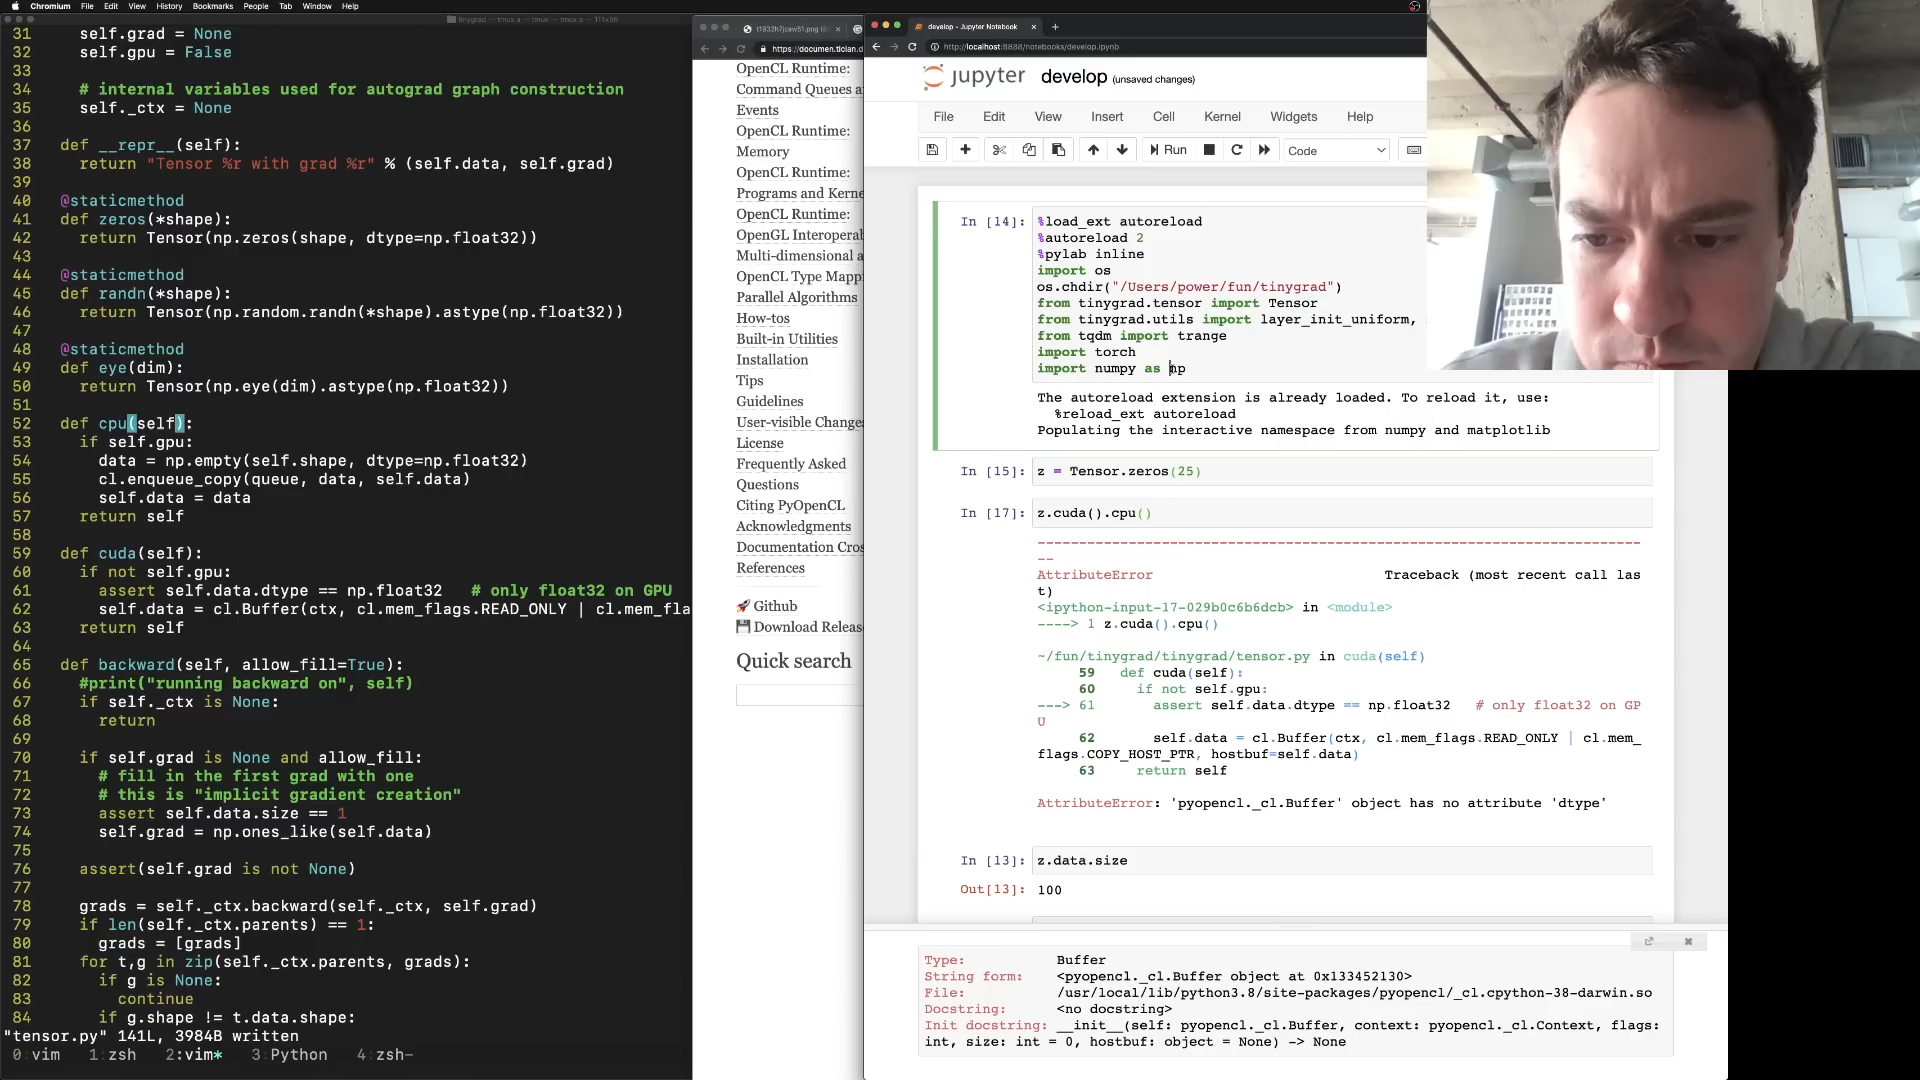 Chromium File Edit View History Bookmarks People Tab Window Help
tinygrad — tmux a — tmux — tmux a — 111×56
31 self.grad = None
32 self.gpu = False
33
34 # internal variables used for autograd graph construction
35 self._ctx = None
36
37 def __repr__(self):
38 return "Tensor %r with grad %r" % (self.data, self.grad)
39
40 @staticmethod
41 def zeros(*shape):
42 return Tensor(np.zeros(shape, dtype=np.float32))
43
44 @staticmethod
45 def randn(*shape):
46 return Tensor(np.random.randn(*shape).astype(np.float32))
47
48 @staticmethod
49 def eye(dim):
50 return Tensor(np.eye(dim).astype(np.float32))
51
52 def cpu(self):
53 if self.gpu:
54 data = np.empty(self.shape, dtype=np.float32)
55 cl.enqueue_copy(queue, data, self.data)
56 self.data = data
57 return self
58
59 def cuda(self):
60 if not self.gpu:
61 assert self.data.dtype == np.float32 # only float32 on GPU
62 self.data = cl.Buffer(ctx, cl.mem_flags.READ_ONLY | cl.mem_fla
63 return self
64
65 def backward(self, allow_fill=True):
66 #print("running backward on", self)
67 if self._ctx is None:
68 return
69
70 if self.grad is None and allow_fill:
71 # fill in the first grad with one
72 # this is "implicit gradient creation"
73 assert self.data.size == 1
74 self.grad = np.ones_like(self.data)
75
76 assert(self.grad is not None)
77
78 grads = self._ctx.backward(self._ctx, self.grad)
79 if len(self._ctx.parents) == 1:
80 grads = [grads]
81 for t,g in zip(self._ctx.parents, grads):
82 if g is None:
83 continue
84 if g.shape != t.data.shape:
"tensor.py" 141L, 3984B written
0:vim 1:zsh 2:vim* 3:Python 4:zsh-
https://documen.tician.d
OpenCL Runtime:
Command Queues a
Events
OpenCL Runtime:
Memory
OpenCL Runtime:
Programs and Kerne
OpenCL Runtime:
OpenGL Interoperab
Multi-dimensional a
OpenCL Type Mapp
Parallel Algorithms
How-tos
Built-in Utilities
Installation
Tips
Guidelines
User-visible Change
License
Frequently Asked
Questions
Citing PyOpenCL
Acknowledgments
Documentation Cros
References
Github
Download Release
Quick search
develop - Jupyter Notebook
http://localhost:8888/notebooks/develop.ipynb
jupyter develop (unsaved changes)
File Edit View Insert Cell Kernel Widgets Help
Run Code
In [14]: %load_ext autoreload
%autoreload 2
%pylab inline
import os
os.chdir("/Users/power/fun/tinygrad")
from tinygrad.tensor import Tensor
from tinygrad.utils import layer_init_uniform,
from tqdm import trange
import torch
import numpy as np
The autoreload extension is already loaded. To reload it, use:
%reload_ext autoreload
Populating the interactive namespace from numpy and matplotlib
In [15]: z = Tensor.zeros(25)
In [17]: z.cuda().cpu()
---------------------------------------------------------------------------
AttributeError Traceback (most recent call las
t)
<ipython-input-17-029b0c6b6dcb> in <module>
----> 1 z.cuda().cpu()
~/fun/tinygrad/tinygrad/tensor.py in cuda(self)
59 def cuda(self):
60 if not self.gpu:
---> 61 assert self.data.dtype == np.float32 # only float32 on GP
U
62 self.data = cl.Buffer(ctx, cl.mem_flags.READ_ONLY | cl.mem_
flags.COPY_HOST_PTR, hostbuf=self.data)
63 return self
AttributeError: 'pyopencl._cl.Buffer' object has no attribute 'dtype'
In [13]: z.data.size
Out[13]: 100
Type: Buffer
String form: <pyopencl._cl.Buffer object at 0x133452130>
File: /usr/local/lib/python3.8/site-packages/pyopencl/_cl.cpython-38-darwin.so
Docstring: <no docstring>
Init docstring: __init__(self: pyopencl._cl.Buffer, context: pyopencl._cl.Context, flags:
int, size: int = 0, hostbuf: object = None) -> None